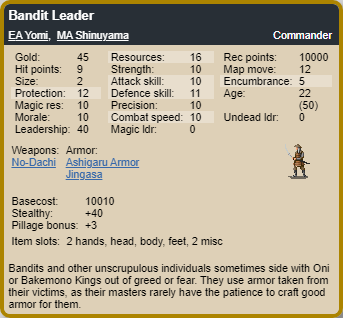 Bandit Leader
EA Yomi, MA Shinuyama Commander
Gold: 45 Resources: 16 Rec points: 10000
Hit points: 9 Strength: 10 Map move: 12
Size: 2 Attack skill: 10 Encumbrance: 5
Protection: 12 Defence skill: 11 Age: 22
Magic res: 10 Precision: 10 (50)
Morale: 10 Combat speed: 10 Undead ldr: 0
Leadership: 40 Magic ldr: 0
Weapons: Armor:
No-Dachi Ashigaru Armor
Jingasa
Basecost: 10010
Stealthy: +40
Pillage bonus: +3
Item slots: 2 hands, head, body, feet, 2 misc
Bandits and other unscrupulous individuals sometimes side with Oni
or Bakemono Kings out of greed or fear. They use armor taken from
their victims, as their masters rarely have the patience to craft good
armor for them.